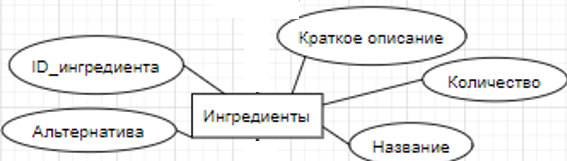 Краткое описание
ID_ингредиента
Количество
Ингредиенты
Альтернатива
Название